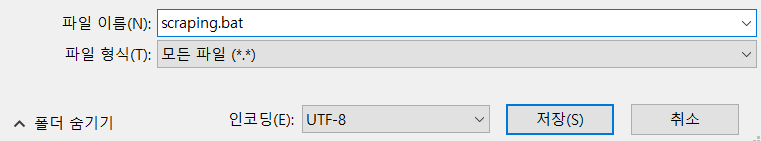 파일 이름(N): scraping.bat
파일 형식(T): 모든 파일 (*.*)
폴더 숨기기 인코딩(E): UTF-8 저장(S) 취소